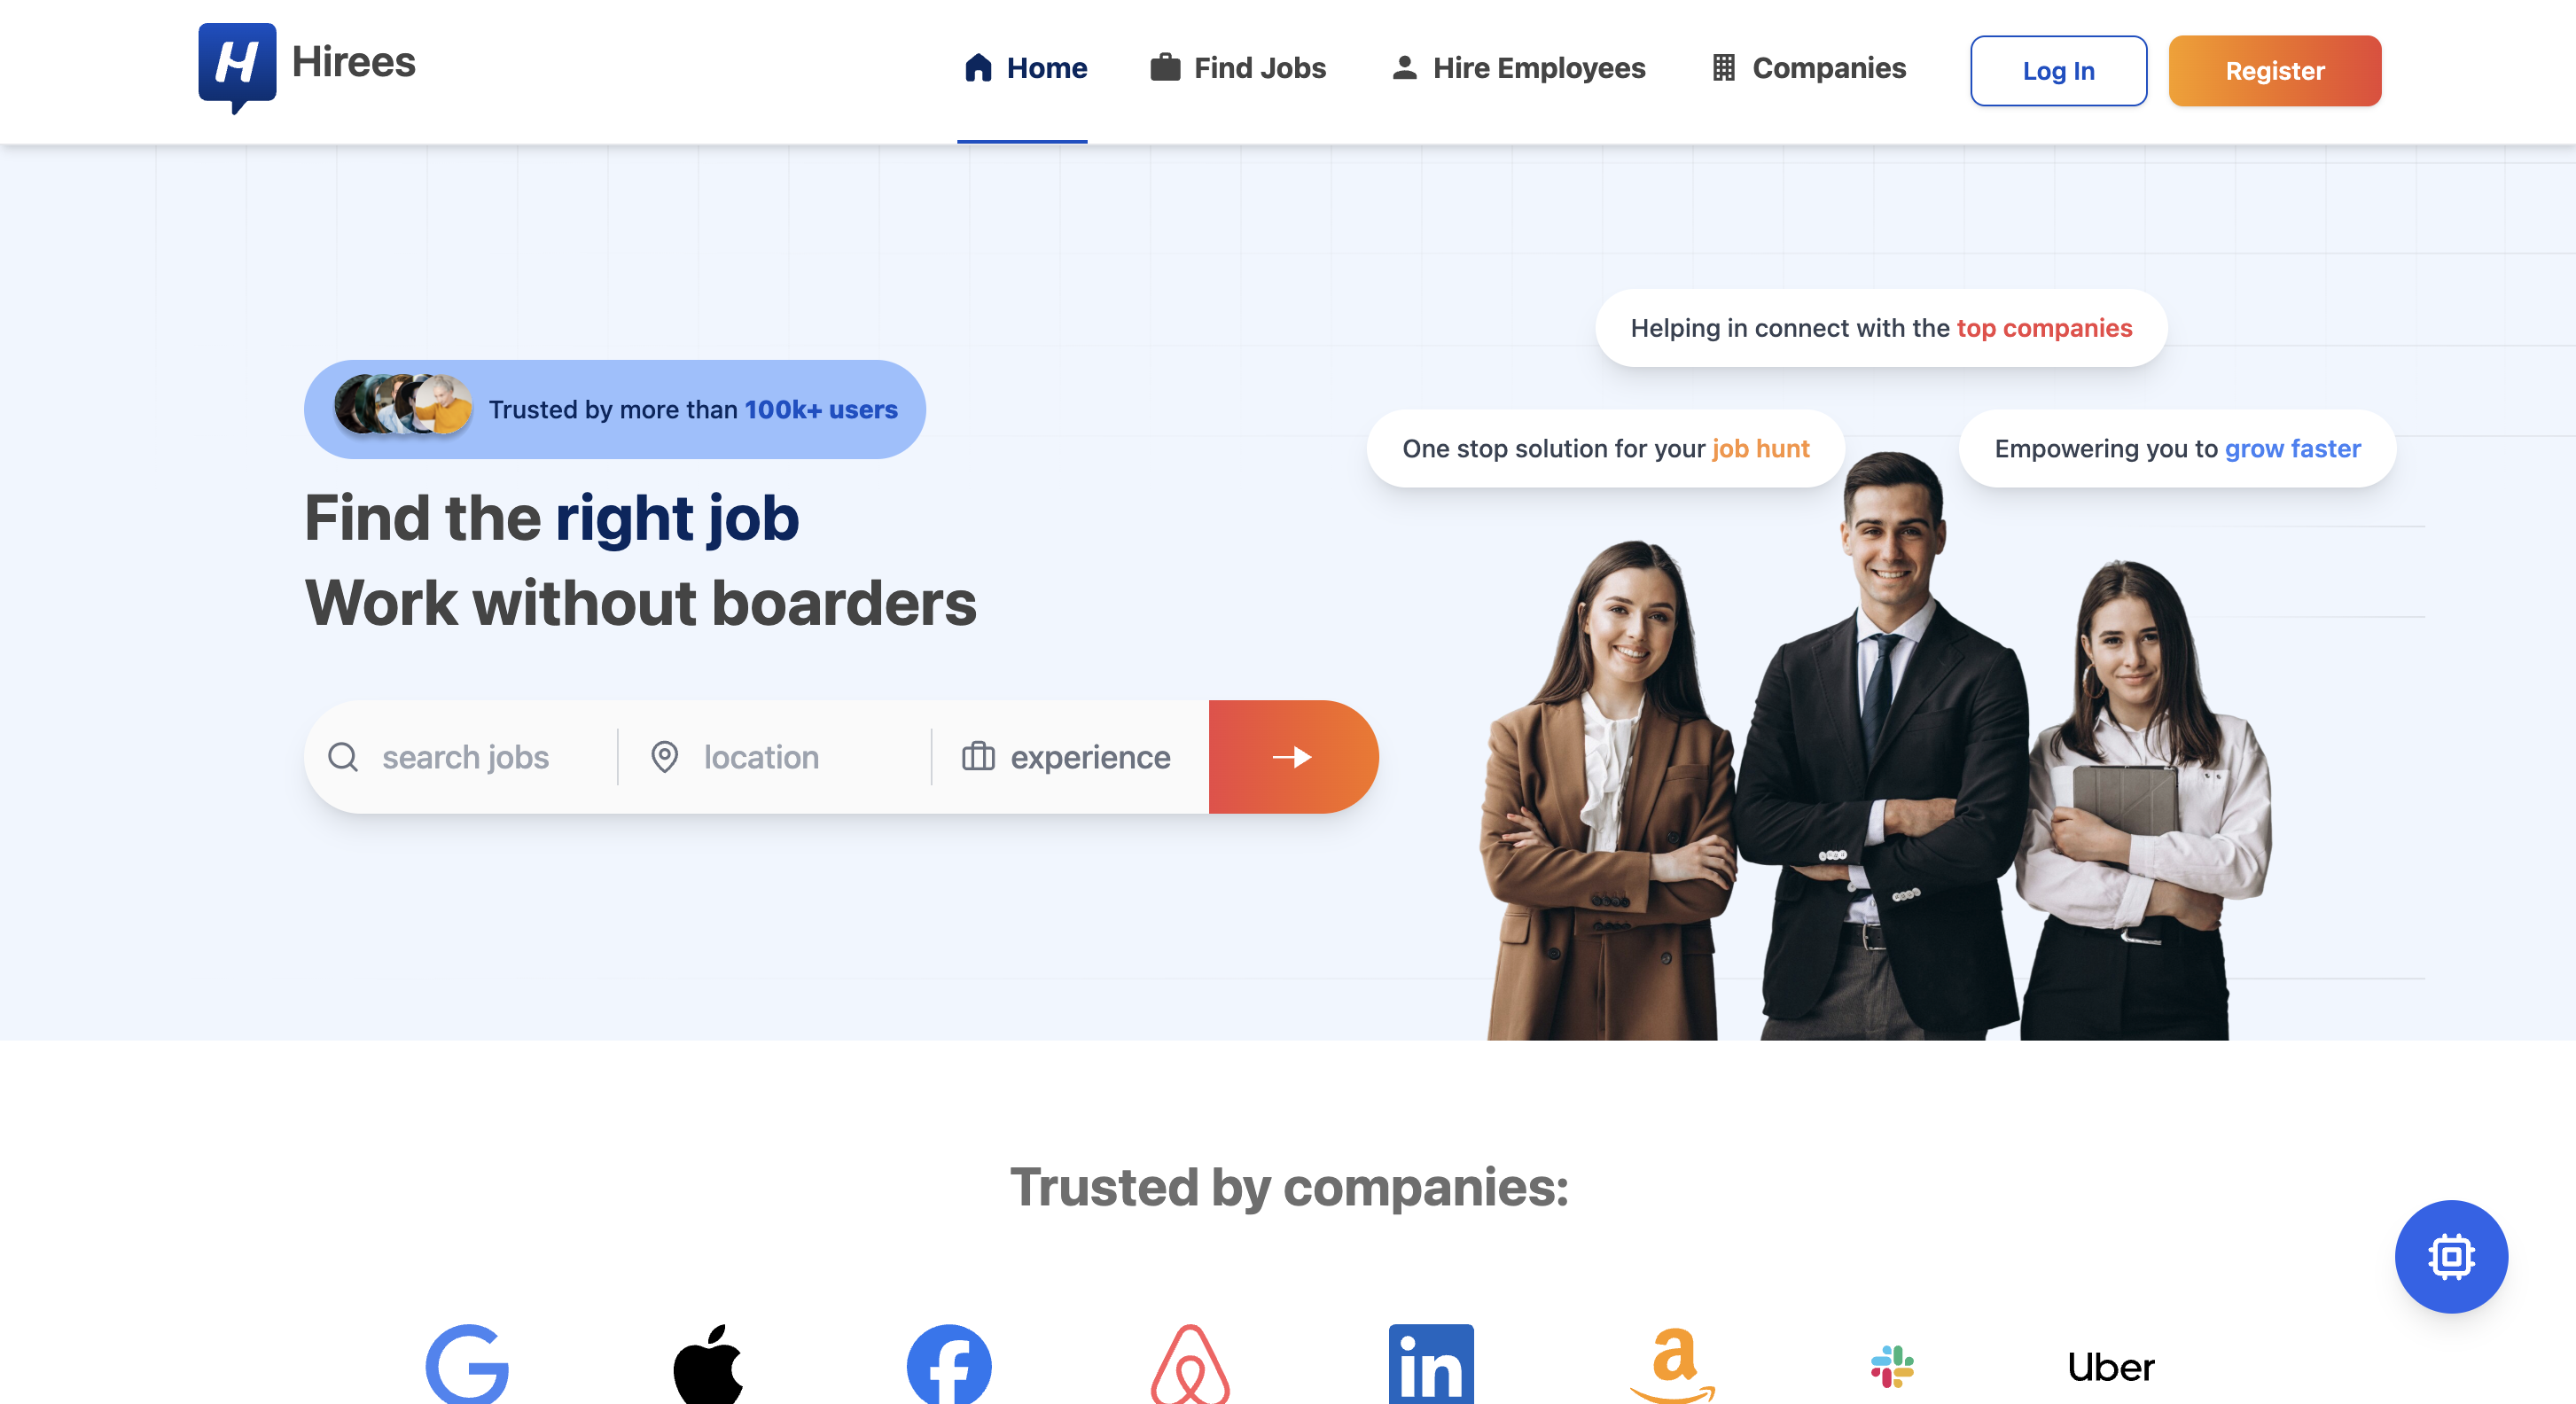 Hirees
Home
Find Jobs
Hire Employees
Companies
Log In
Register
Helping in connect with the top companies
Trusted by more than 100k+ users
One stop solution for your job hunt
Empowering you to grow faster
Find the right job
Work without boarders
search jobs
location
experience
Trusted by companies:
in
a
Uber